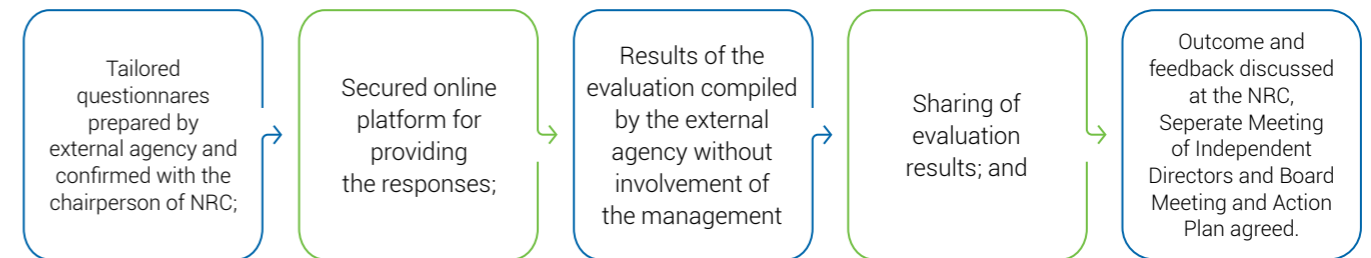 Tailored
questionnares
prepared by
external agency and
confirmed with the
chairperson of NRC;
Secured online
platform for
providing
the responses;
Results of the
evaluation compiled
by the external
agency without
involvement of
the management
Sharing of
evaluation
results; and
Outcome and
feedback discussed
at the NRC,
Seperate Meeting
of Independent
Directors and Board
Meeting and Action
Plan agreed.